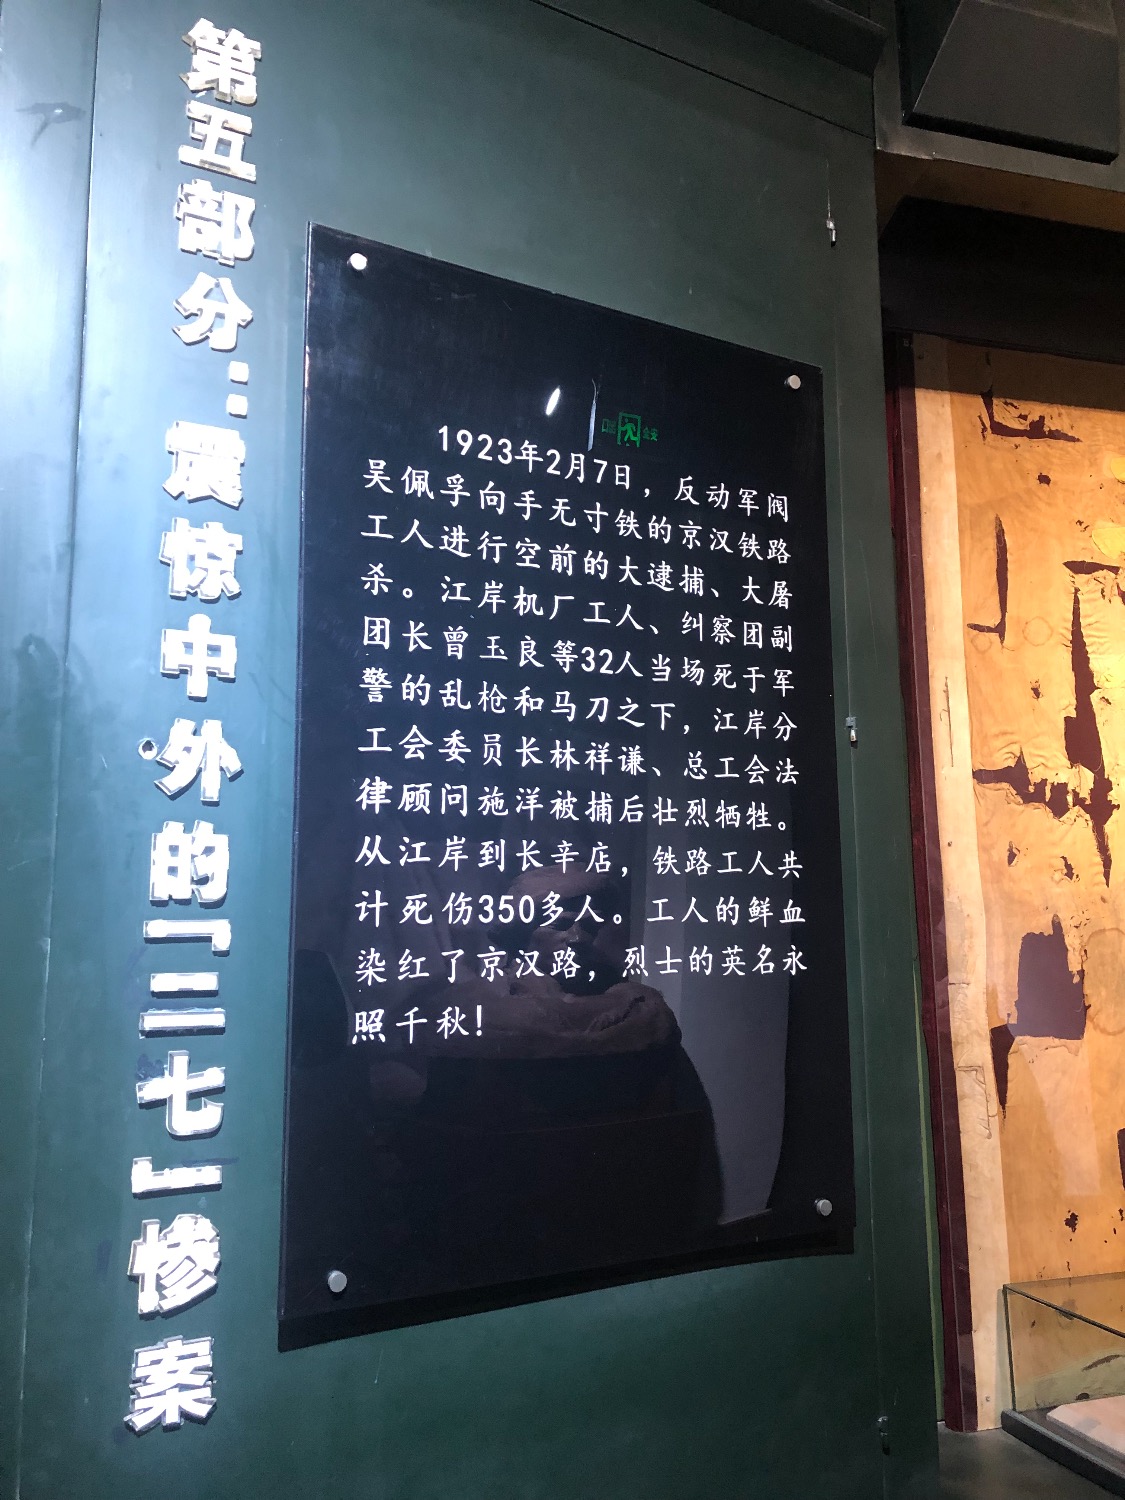 第五部分：震惊中外的「二七」惨案
1923年2月7日，反动军阀
吴佩孚向手无寸铁的京汉铁路
工人进行空前的大逮捕、大屠
杀。江岸机厂工人、纠察团副
团长曾玉良等32人当场死于军
警的乱枪和马刀之下，江岸分
工会委员长林祥谦、总工会法
律顾问施洋被捕后壮烈牺牲。
从江岸到长辛店，铁路工人共
计死伤350多人。工人的鲜血
染红了京汉路，烈士的英名永
照千秋！